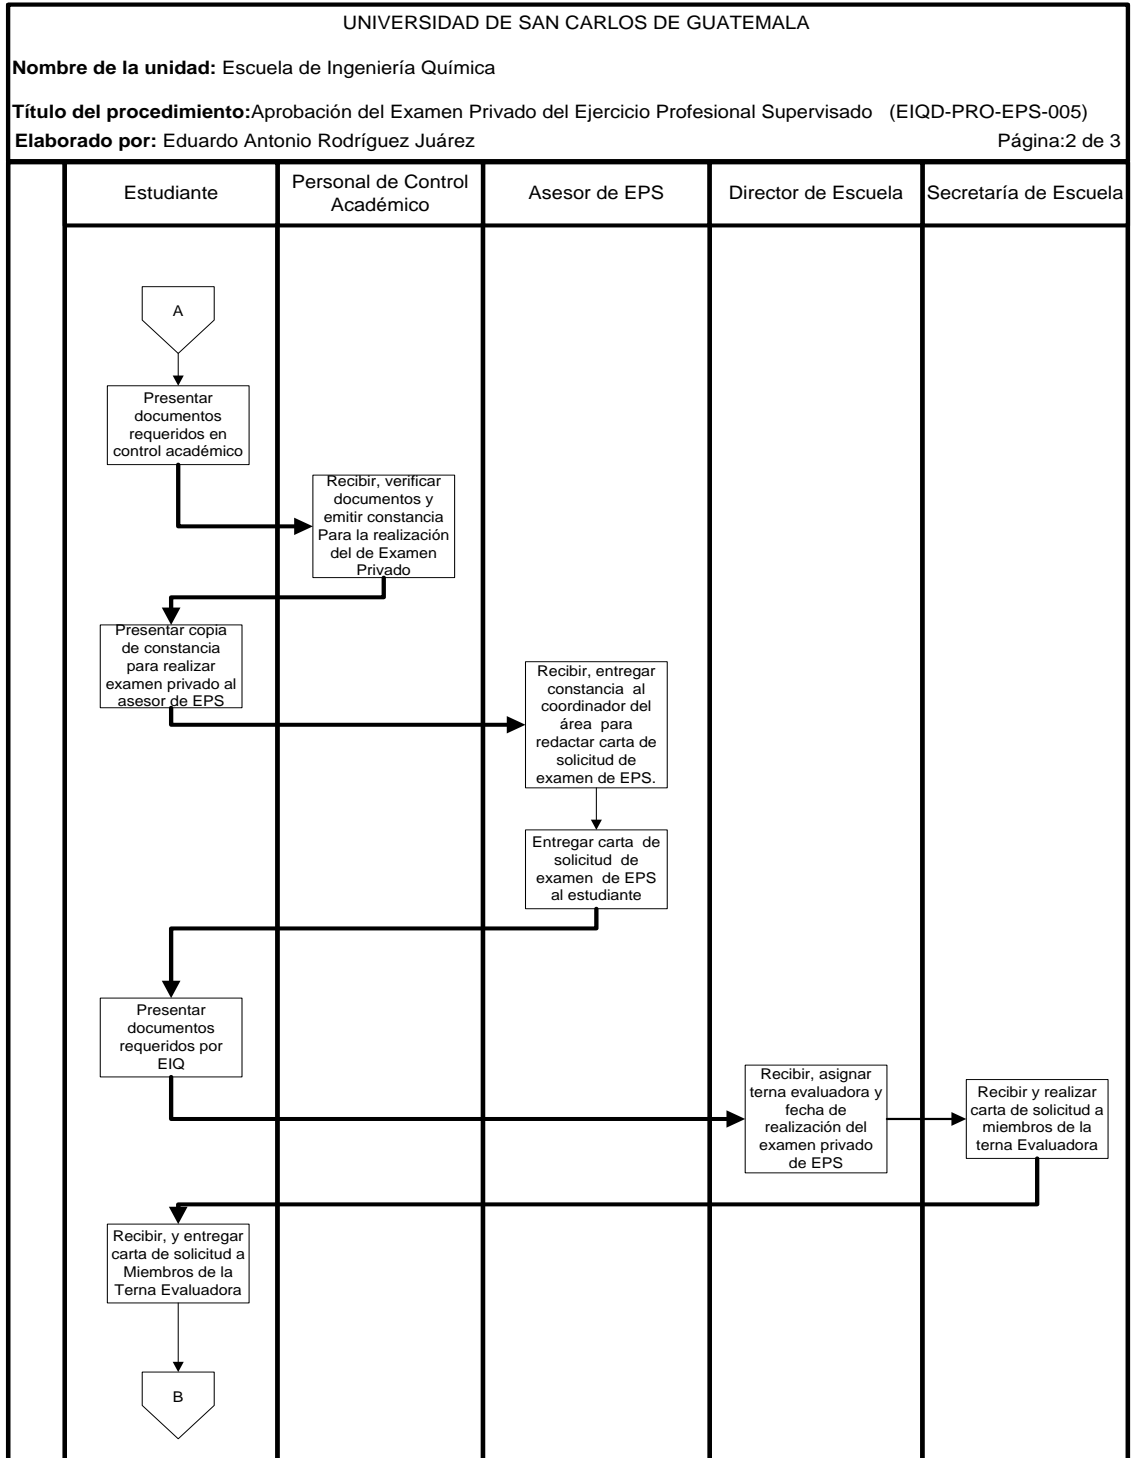 UNIVERSIDAD DE SAN CARLOS DE GUATEMALA
Nombre de la unidad: Escuela de Ingeniería Química
Título del procedimiento:Aprobación del Examen Privado del Ejercicio Profesional Supervisado (EIQD-PRO-EPS-005)
Elaborado por: Eduardo Antonio Rodríguez Juárez Página:2 de 3
Estudiante
Personal de Control
Académico
Asesor de EPS
Director de Escuela
Secretaría de Escuela
A
Presentar
documentos
requeridos en
control académico
Recibir, verificar
documentos y
emitir constancia
Para la realización
del de Examen
Privado
Presentar copia
de constancia
para realizar
examen privado al
asesor de EPS
Recibir, entregar
constancia al
coordinador del
área para
redactar carta de
solicitud de
examen de EPS.
Entregar carta de
solicitud de
examen de EPS
al estudiante
Presentar
documentos
requeridos por
EIQ
Recibir, asignar
terna evaluadora y
fecha de
realización del
examen privado
de EPS
Recibir y realizar
carta de solicitud a
miembros de la
terna Evaluadora
Recibir, y entregar
carta de solicitud a
Miembros de la
Terna Evaluadora
B